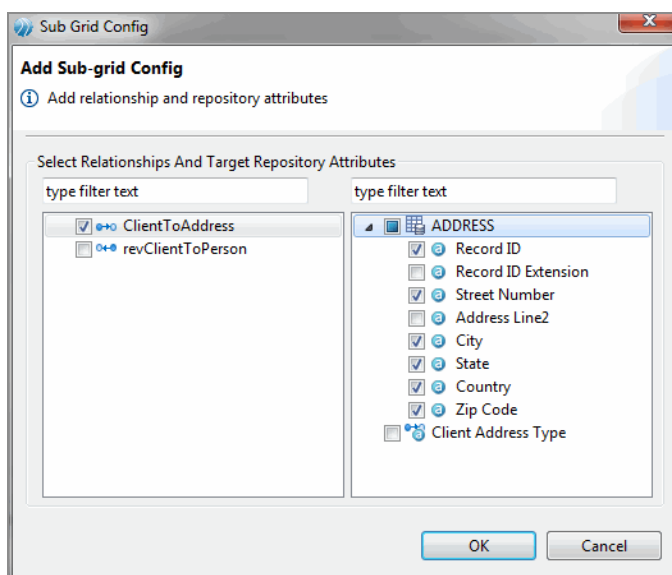 Sub Grid Config
Add Sub-grid Config
Add relationship and repository attributes
Select Relationships And Target Repository Attributes
type filter text
type filter text
ClientToAddress
revClientToPerson
ADDRESS
Record ID
Record ID Extension
Street Number
Address Line2
City
State
Country
Zip Code
Client Address Type
OK
Cancel